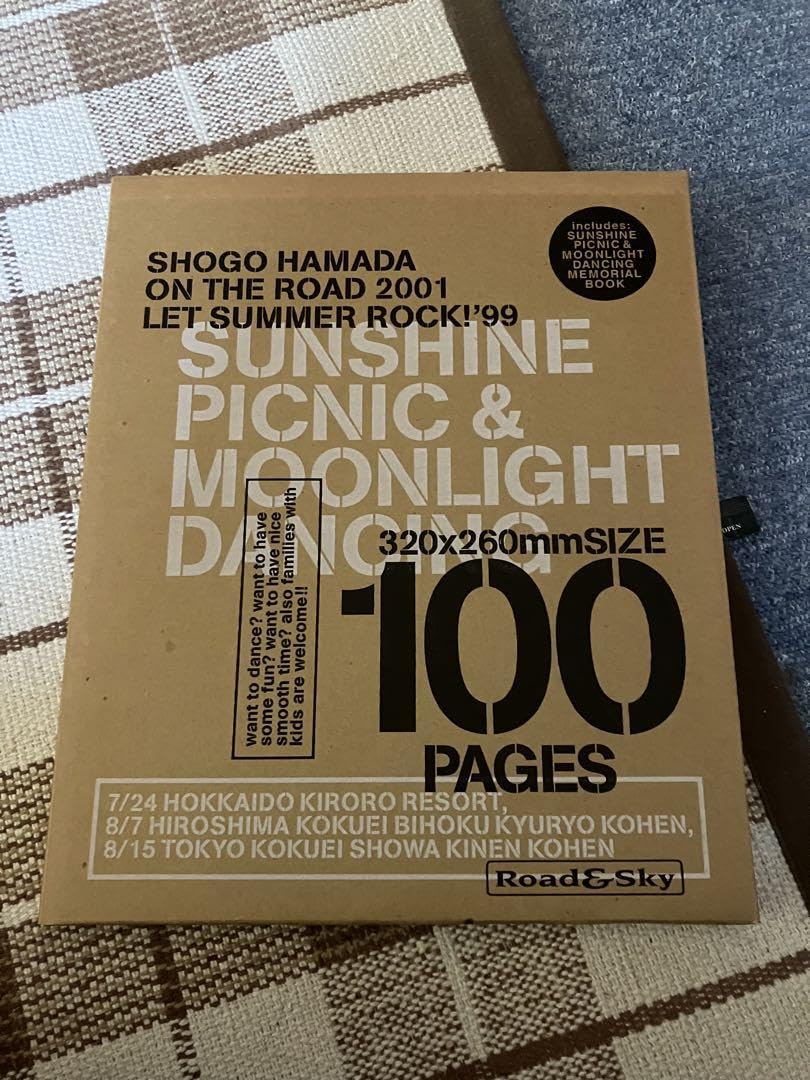 includes:
SUNSHINE
PICNIC &
MOONLIGHT
DANCING
MEMORIAL
BOOK
SHOGO HAMADA
ON THE ROAD 2001
LET SUMMER ROCK!'99
SUNSHINE
PICNIC &
MOONLIGHT
DANCING
want to dance? want to have
some fun? want to have nice
smooth time? also families with
kids are welcome!!
320x260mmSIZE
100
PAGES
7/24 HOKKAIDO KIRORO RESORT,
8/7 HIROSHIMA KOKUEI BIHOKU KYURYO KOHEN,
8/15 TOKYO KOKUEI SHOWA KINEN KOHEN
Road&Sky
OPEN